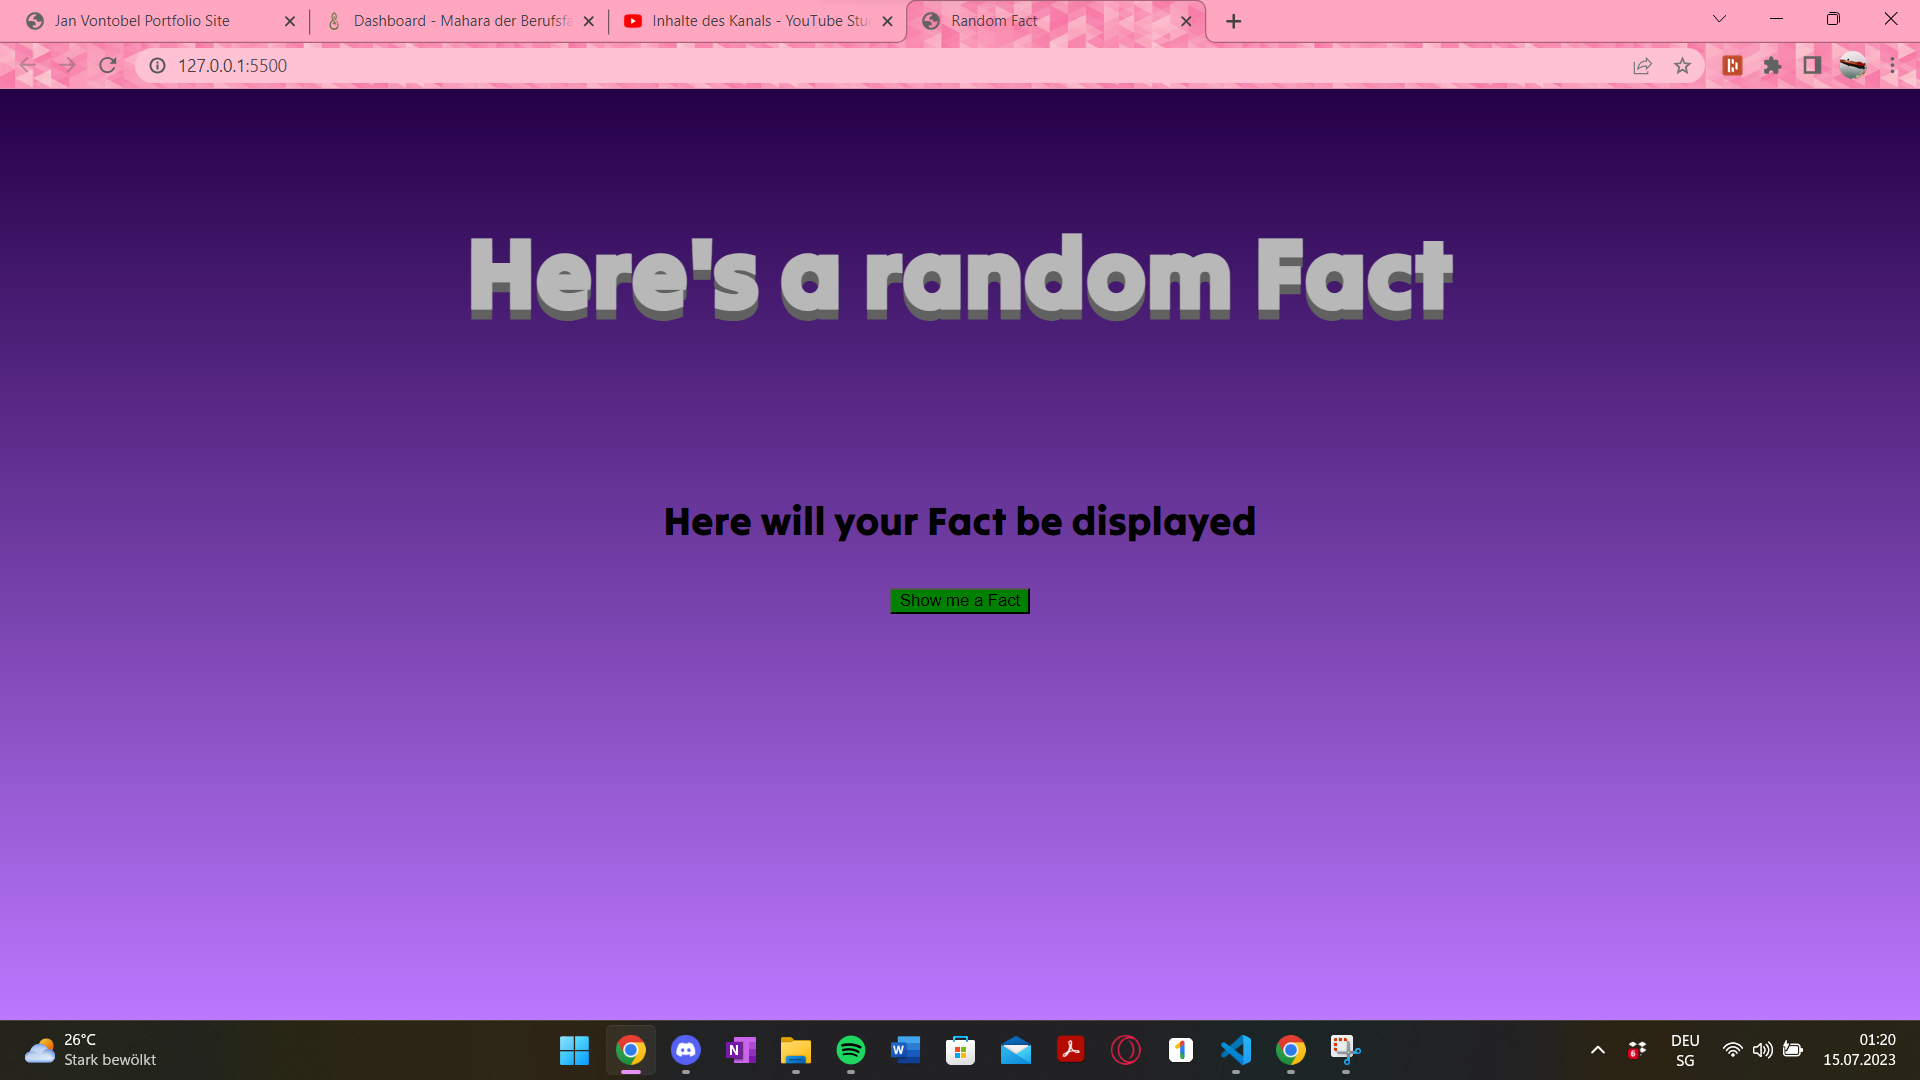 Jan Vontobel Portfolio Site
Dashboard - Mahara der Berufsfa
Inhalte des Kanals - YouTube Stu
Random Fact
127.0.0.1:5500
Here's a random Fact
Here will your Fact be displayed
Show me a Fact
26°C
Stark bewölkt
N
W
1
6
DEU
SG
01:20
15.07.2023